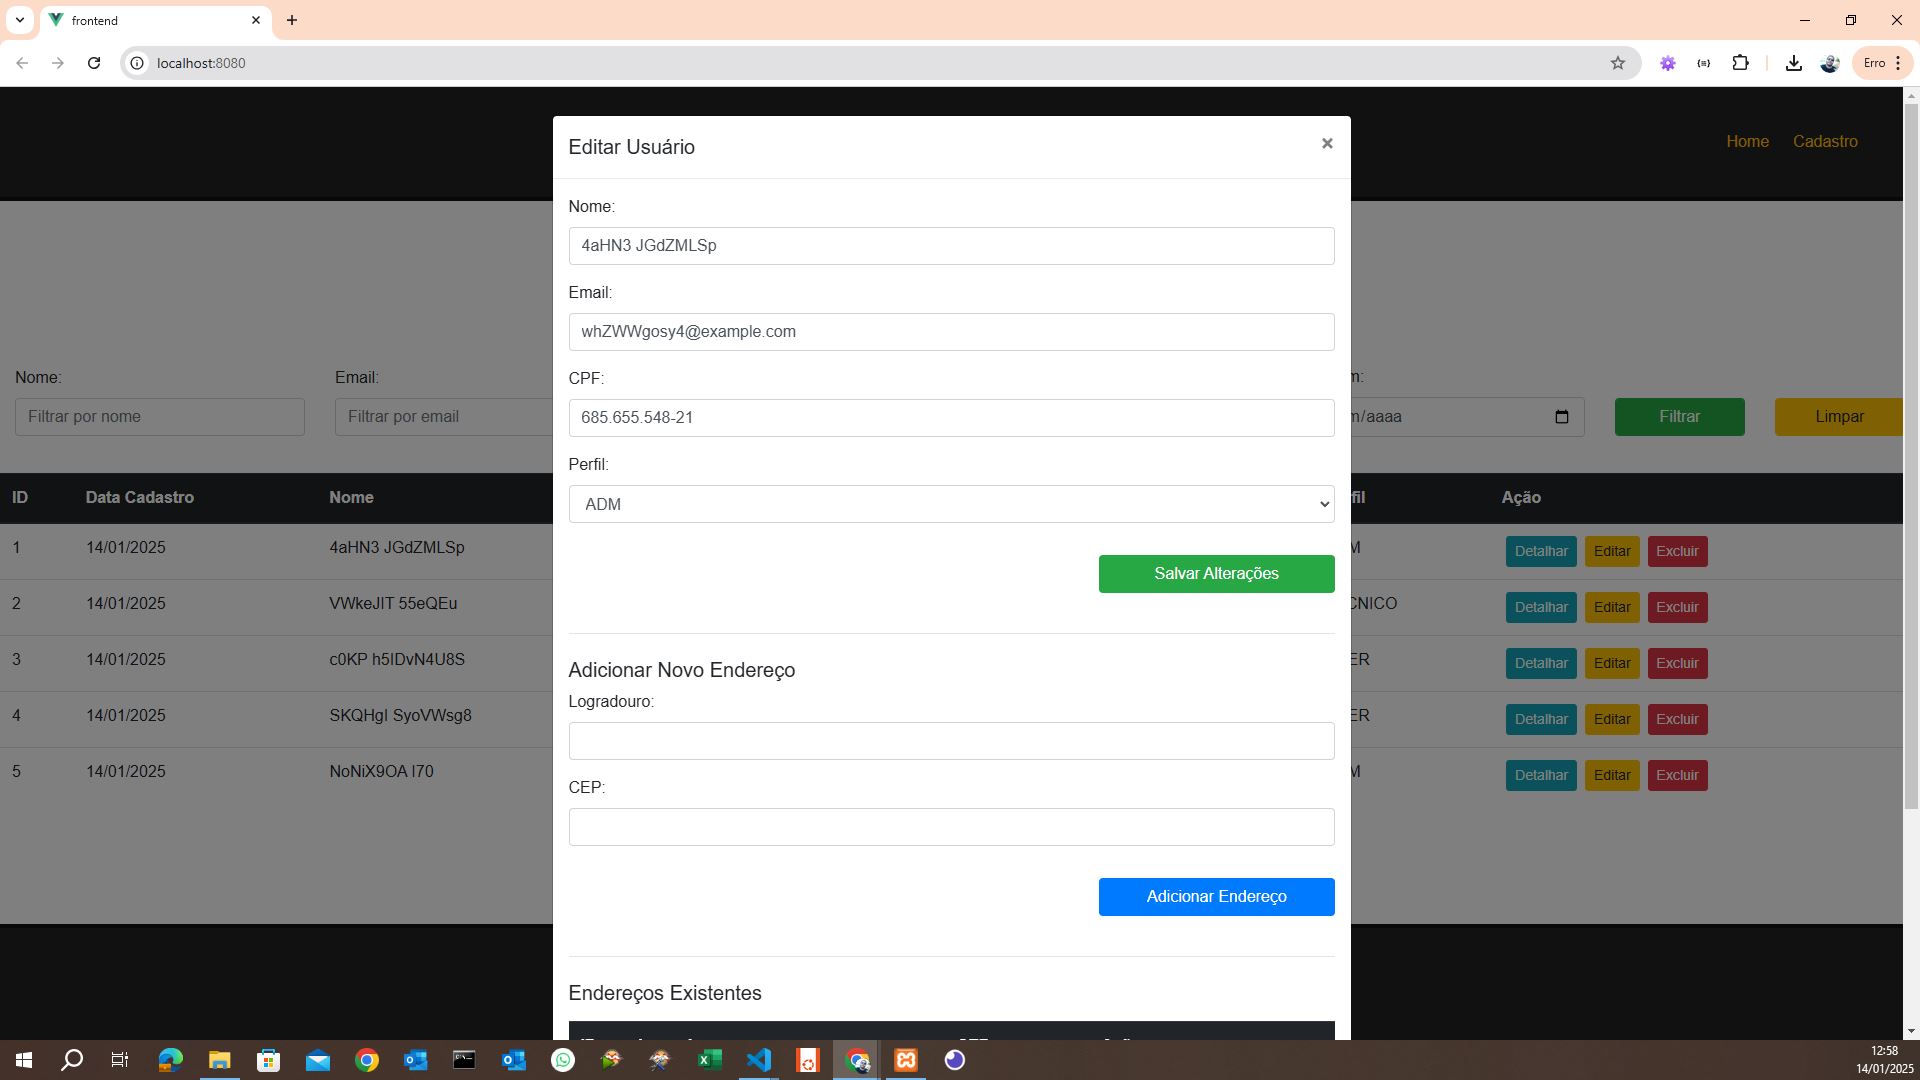 frontend
localhost:8080
Erro
Home Cadastro
Editar Usuário ×
Nome:
4aHN3 JGdZMLSp
Email:
whZWWgosy4@example.com
CPF:
685.655.548-21
Perfil:
ADM
Salvar Alterações
Adicionar Novo Endereço
Logradouro:
CEP:
Adicionar Endereço
Endereços Existentes
Nome: Email: m:
Filtrar por nome Filtrar por email m/aaaa Filtrar Limpar
ID Data Cadastro Nome fil Ação
1 14/01/2025 4aHN3 JGdZMLSp M Detalhar Editar Excluir
2 14/01/2025 VWkeJIT 55eQEu CNICO Detalhar Editar Excluir
3 14/01/2025 c0KP h5IDvN4U8S ER Detalhar Editar Excluir
4 14/01/2025 SKQHgI SyoVWsg8 ER Detalhar Editar Excluir
5 14/01/2025 NoNiX9OA I70 M Detalhar Editar Excluir
12:58
14/01/2025